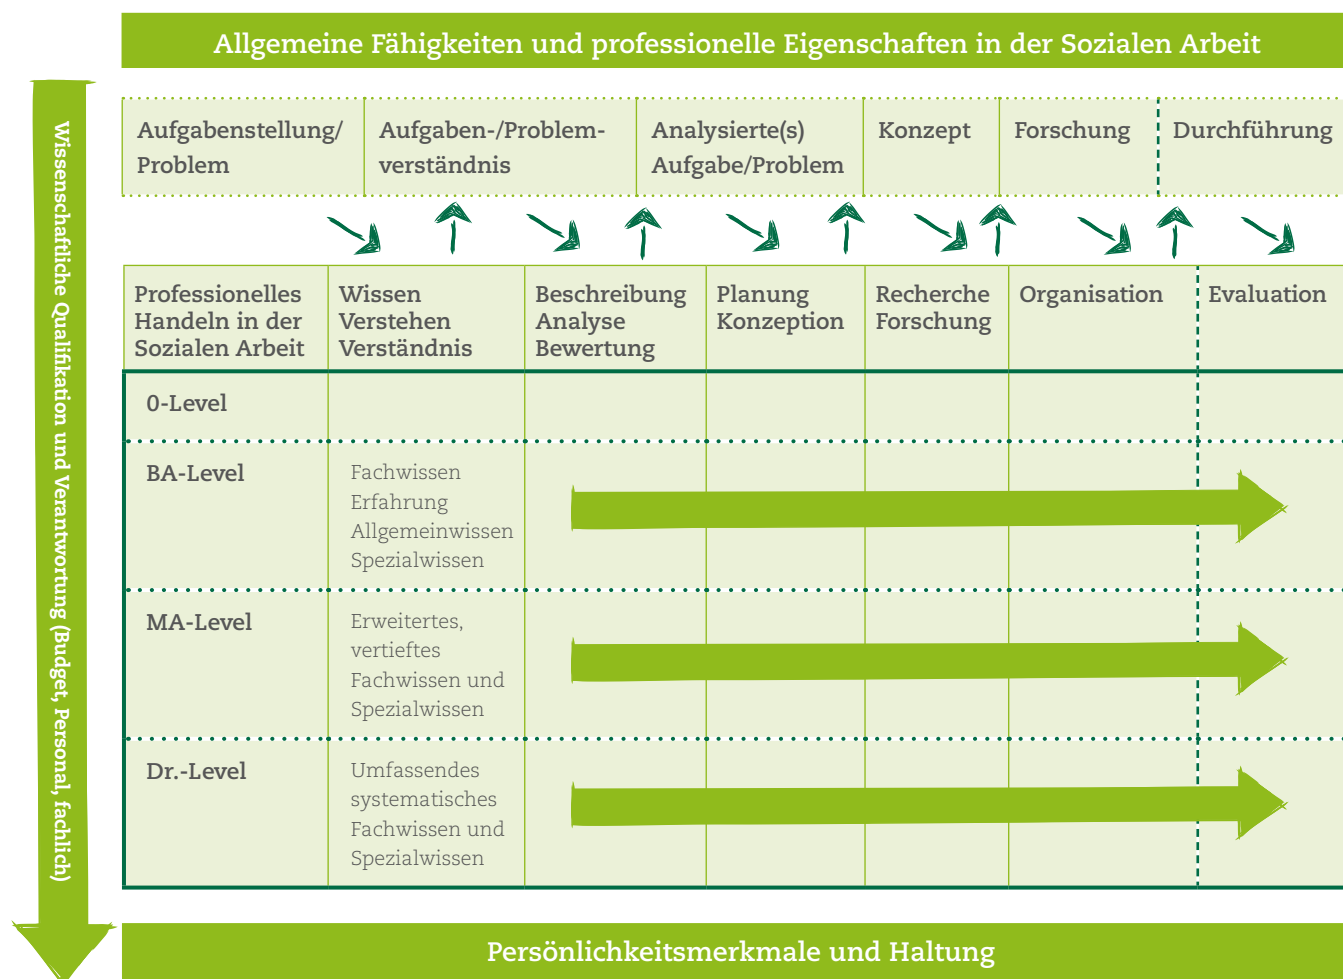 Allgemeine Fähigkeiten und professionelle Eigenschaften in der Sozialen Arbeit
Wissenschaftliche Qualifikation und Verantwortung (Budget, Personal, fachlich)
Aufgabenstellung/
Problem
Aufgaben-/Problem-
verständnis
Analysierte(s)
Aufgabe/Problem
Konzept
Forschung
Durchführung
Professionelles
Handeln in der
Sozialen Arbeit
Wissen
Verstehen
Verständnis
Beschreibung
Analyse
Bewertung
Planung
Konzeption
Recherche
Forschung
Organisation
Evaluation
0-Level
BA-Level
Fachwissen
Erfahrung
Allgemeinwissen
Spezialwissen
MA-Level
Erweitertes,
vertieftes
Fachwissen und
Spezialwissen
Dr.-Level
Umfassendes
systematisches
Fachwissen und
Spezialwissen
Persönlichkeitsmerkmale und Haltung